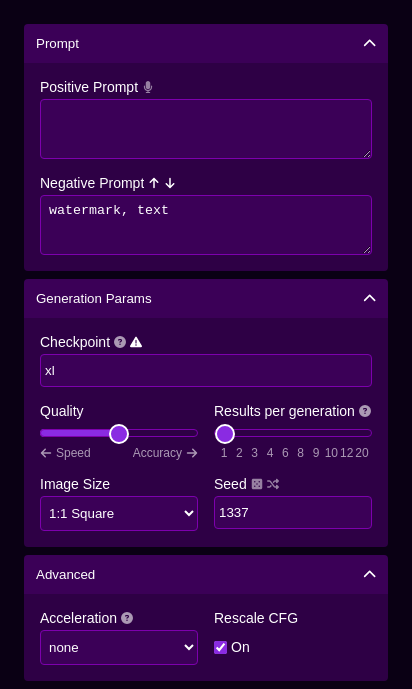 Prompt
Positive Prompt
Negative Prompt ↑ ↓
watermark, text
Generation Params
Checkpoint
xl
Quality
← Speed Accuracy →
Results per generation
1 2 3 4 6 8 9 10 12 20
Image Size
1:1 Square
Seed
1337
Advanced
Acceleration
none
Rescale CFG
On